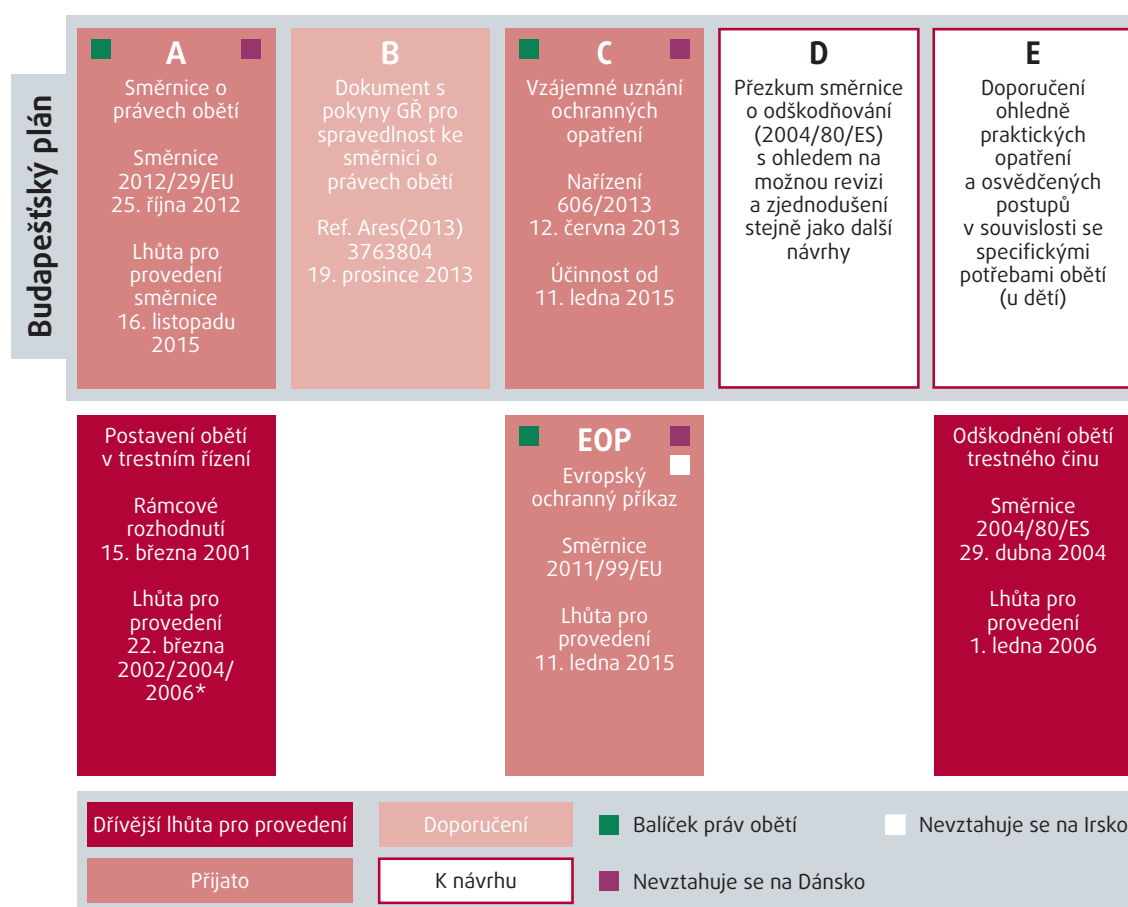 Budapešťský plán
A
Směrnice o
právech obětí
Směrnice
2012/29/EU
25. října 2012
Lhůta pro
provedení
směrnice
16. listopadu
2015
B
Dokument s
pokyny GŘ pro
spravedlnost ke
směrnici o
právech obětí
Ref. Ares(2013)
3763804
19. prosince 2013
C
Vzájemné uznání
ochranných
opatření
Nařízení
606/2013
12. června 2013
Účinnost od
11. ledna 2015
D
Přezkum směrnice
o odškodňování
(2004/80/ES)
s ohledem na
možnou revizi
a zjednodušení
stejně jako další
návrhy
E
Doporučení
ohledně
praktických
opatření
a osvědčených
postupů
v souvislosti se
specifickými
potřebami obětí
(u dětí)
Postavení obětí
v trestním řízení
Rámcové
rozhodnutí
15. března 2001
Lhůta pro
provedení
22. března
2002/2004/
2006*
EOP
Evropský
ochranný příkaz
Směrnice
2011/99/EU
Lhůta pro
provedení
11. ledna 2015
Odškodnění obětí
trestného činu
Směrnice
2004/80/ES
29. dubna 2004
Lhůta pro
provedení
1. ledna 2006
Dřívější lhůta pro provedení
Doporučení
Balíček práv obětí
Nevztahuje se na Irsko
Přijato
K návrhu
Nevztahuje se na Dánsko